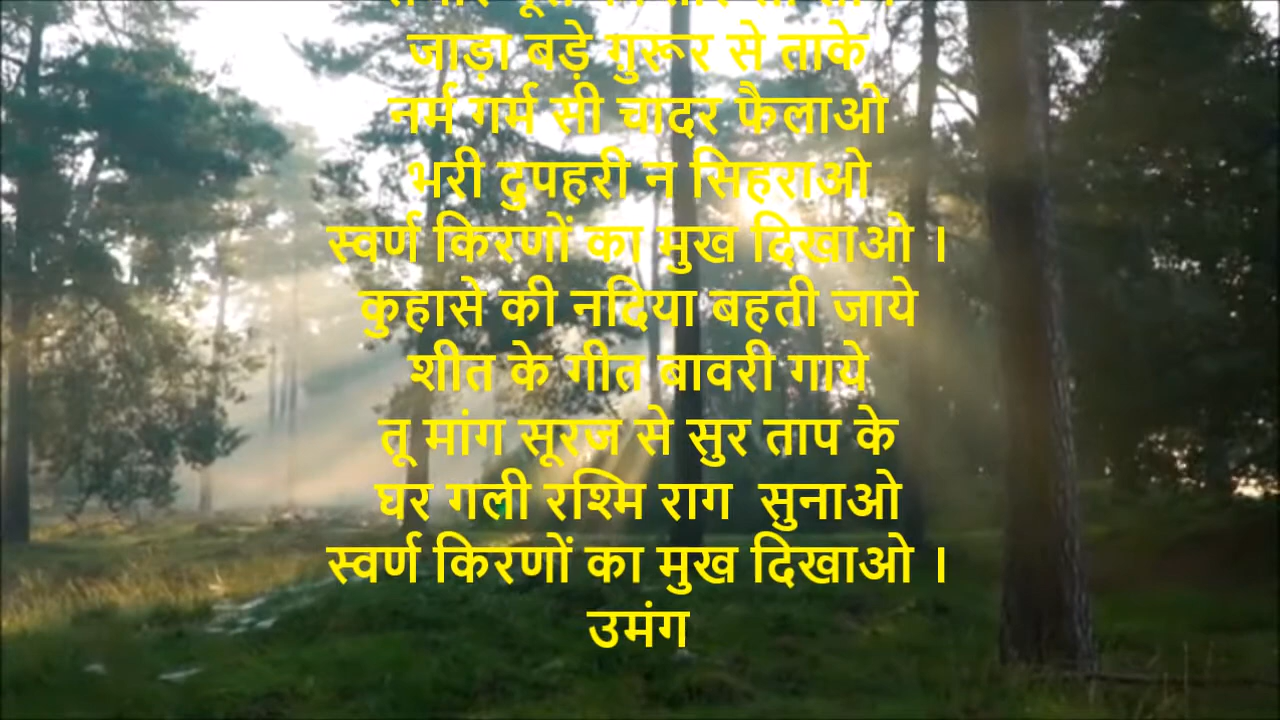 जाड़ा बड़े गुरूर से ताके
नर्म गर्म सी चादर फैलाओ
भरी दुपहरी न सिहराओ
स्वर्ण किरणों का मुख दिखाओ ।
कुहासे की नदिया बहती जाये
शीत के गीत बावरी गाये
तू मांग सूरज से सुर ताप के
घर गली रश्मि राग  सुनाओ
स्वर्ण किरणों का मुख दिखाओ ।
उमंग